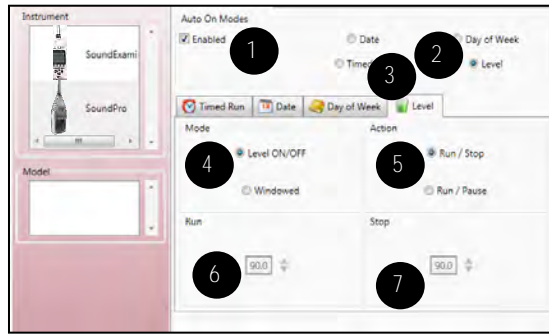 Instrument
SoundExami
SoundPro
Model
Auto On Modes
Enabled
1
Date
2
Day of Week
Timed
3
Level
Timed Run
Date
Day of Week
Level
Mode
4
Level ON/OFF
Windowed
Action
5
Run / Stop
Run / Pause
Run
6
90.0
Stop
7
90.0